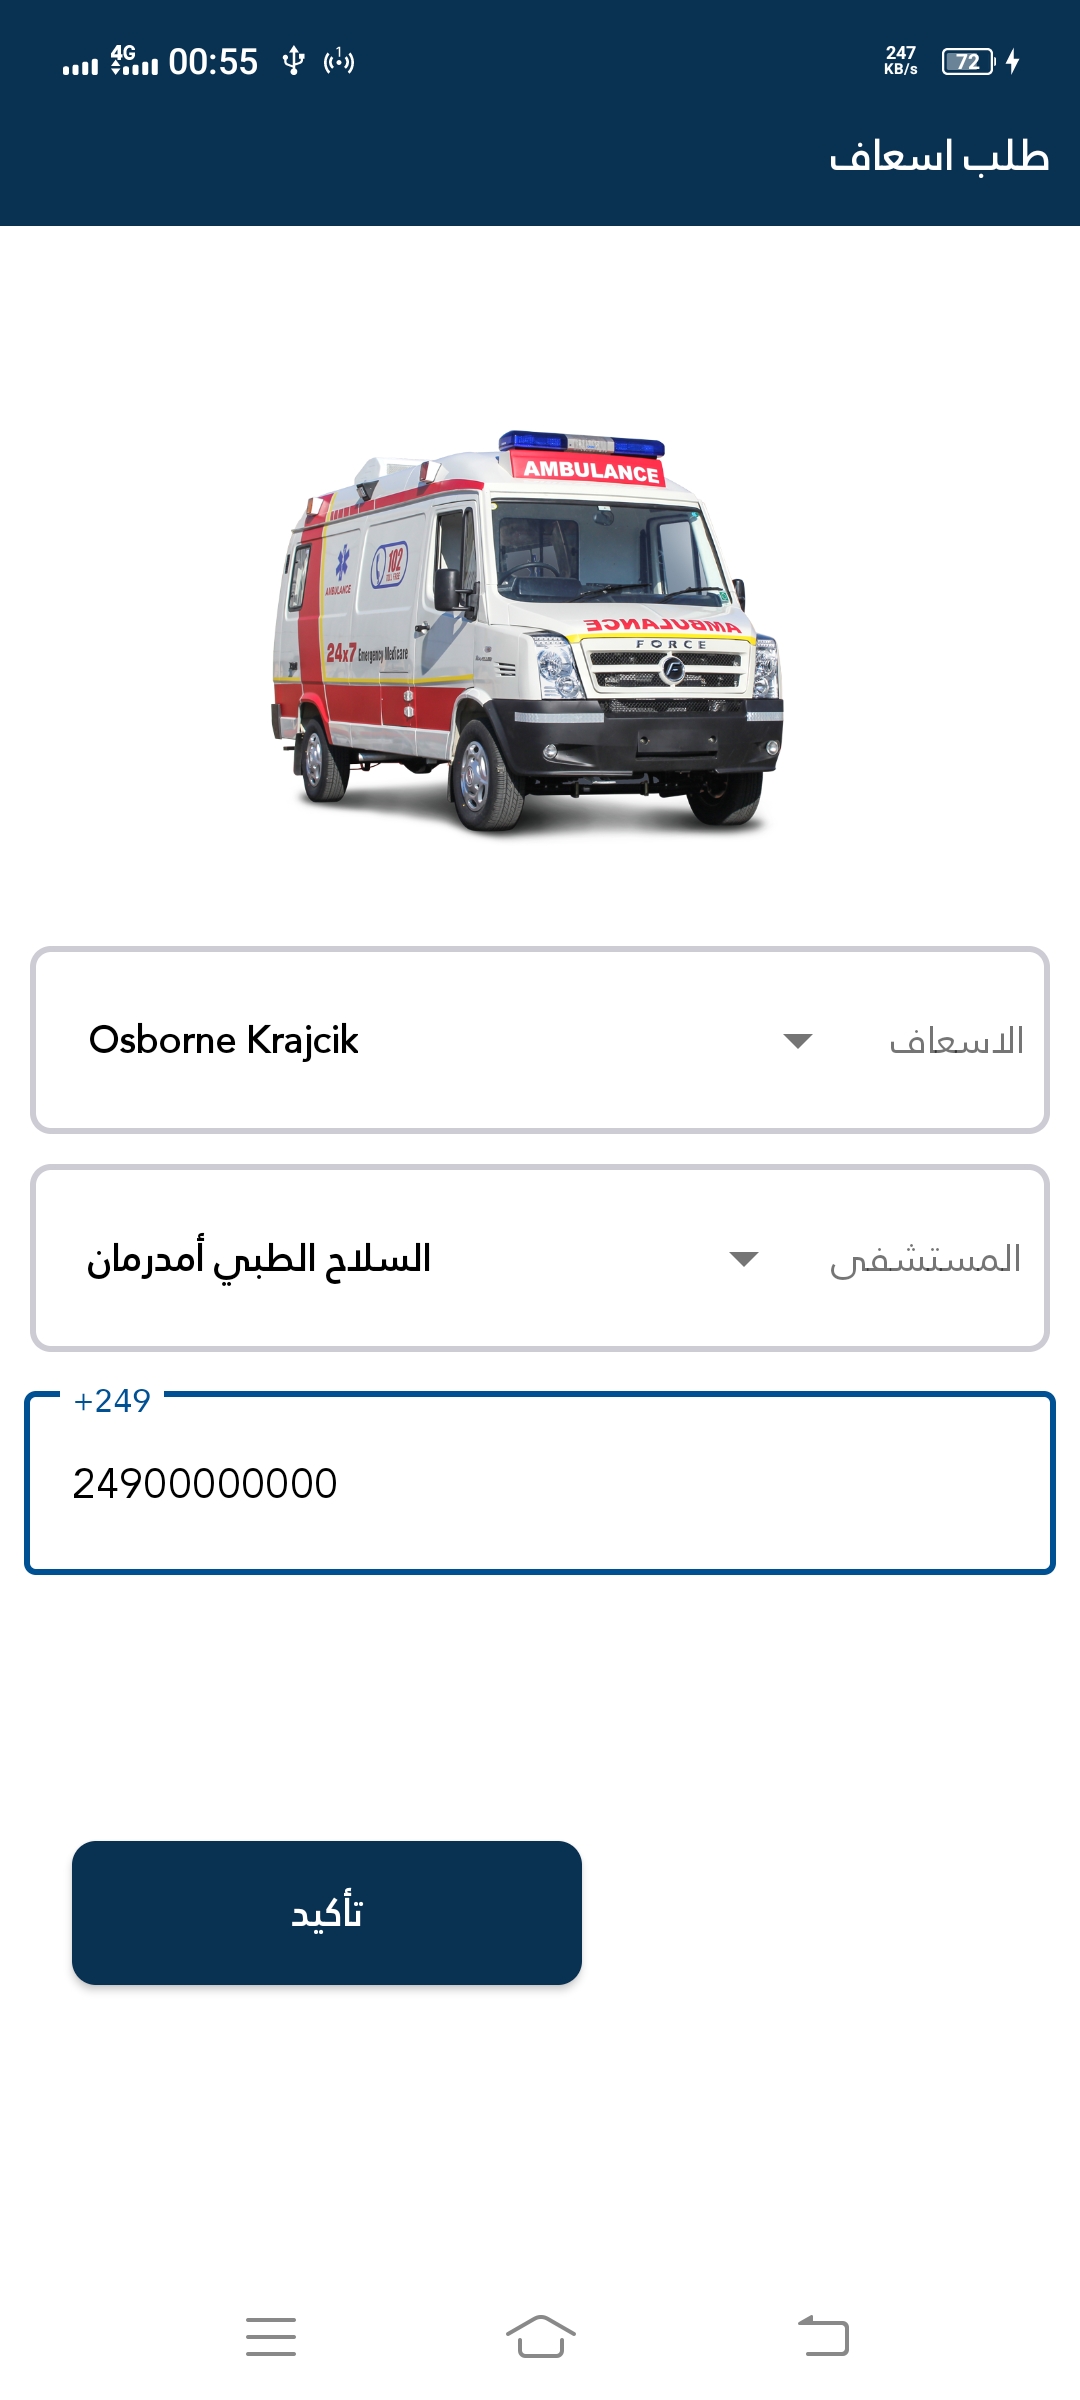 4G 00:55 1 247 KB/s 72
طلب اسعاف
AMBULANCE
102
AMBULANCE
AMBULANCE
FORCE
24x7 Emergency Medicare
الاسعاف Osborne Krajcik
المستشفى السلاح الطبي أمدرمان
+249
24900000000
تأكيد